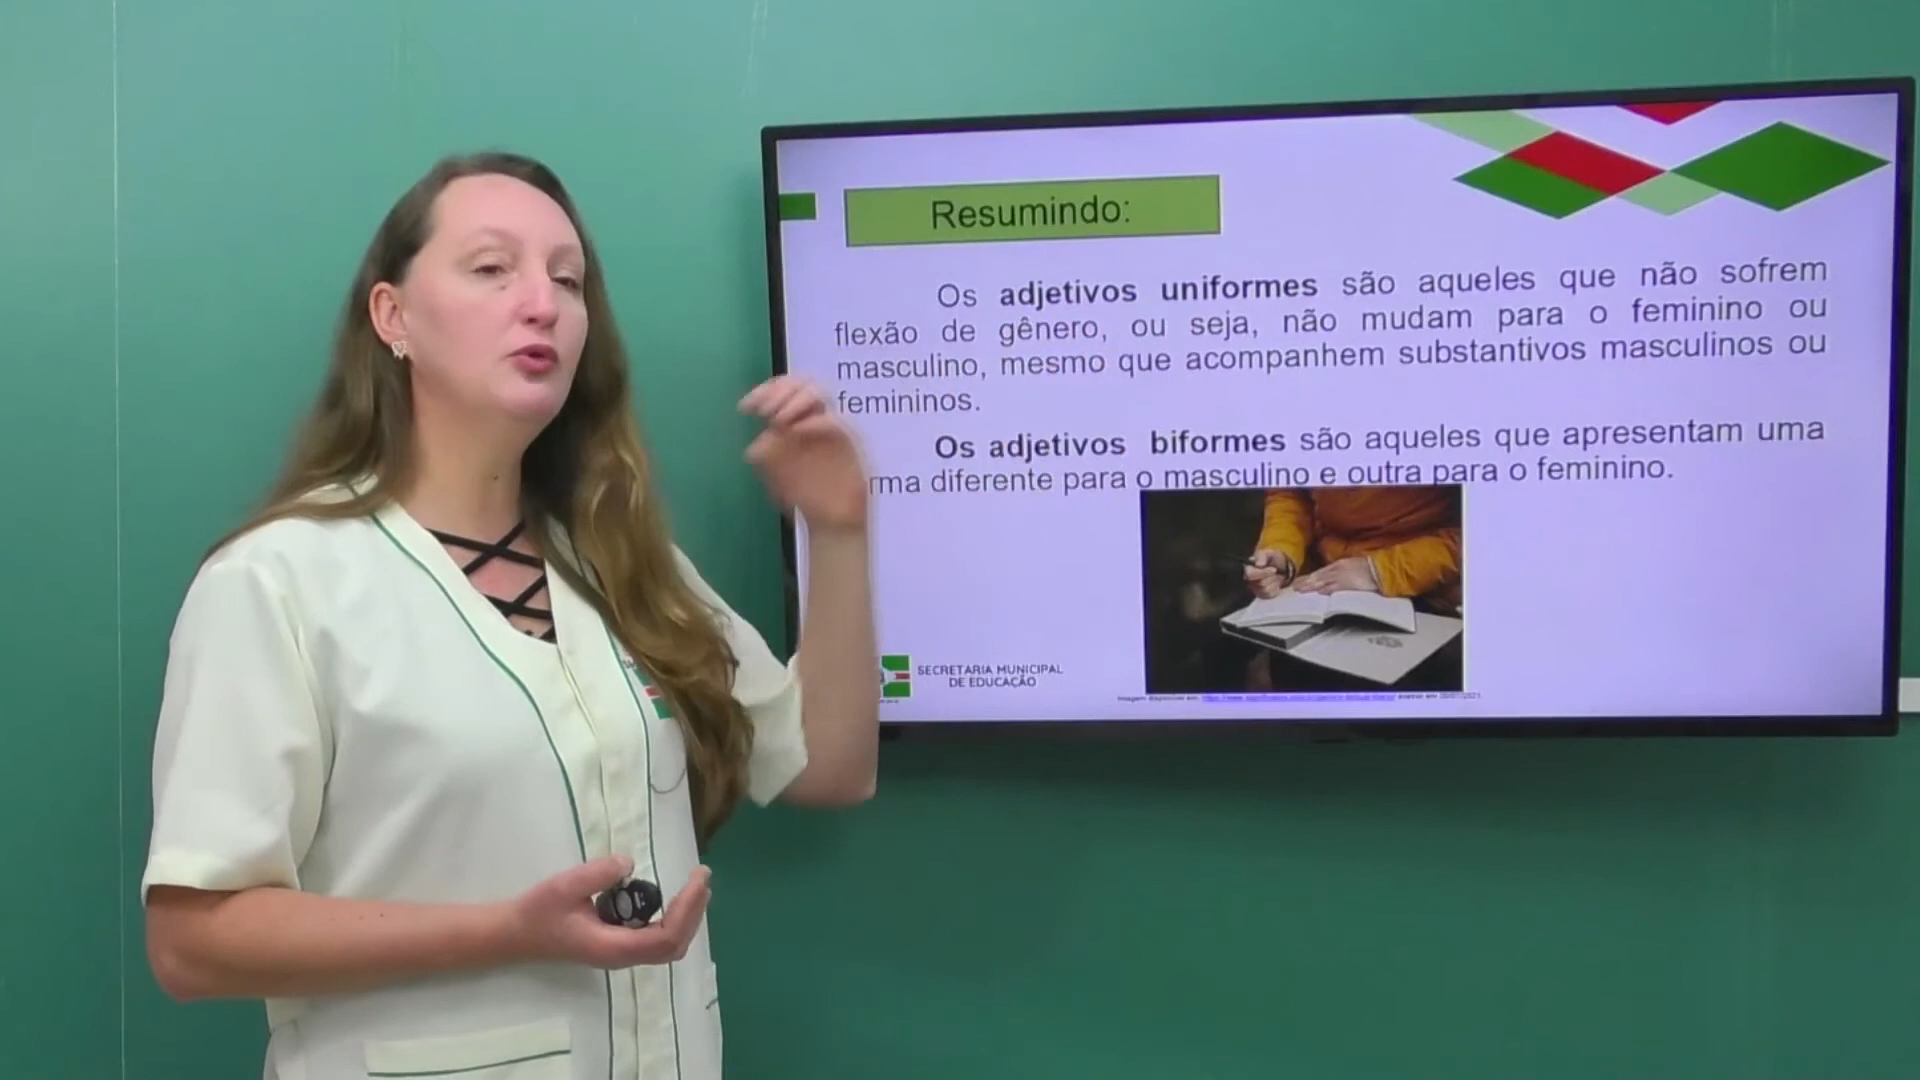 Resumindo:
Os adjetivos uniformes são aqueles que não sofrem
flexão de gênero, ou seja, não mudam para o feminino ou
masculino, mesmo que acompanhem substantivos masculinos ou
femininos.
Os adjetivos biformes são aqueles que apresentam uma
rma diferente para o masculino e outra para o feminino.
SECRETARIA MUNICIPAL
DE EDUCAÇÃO